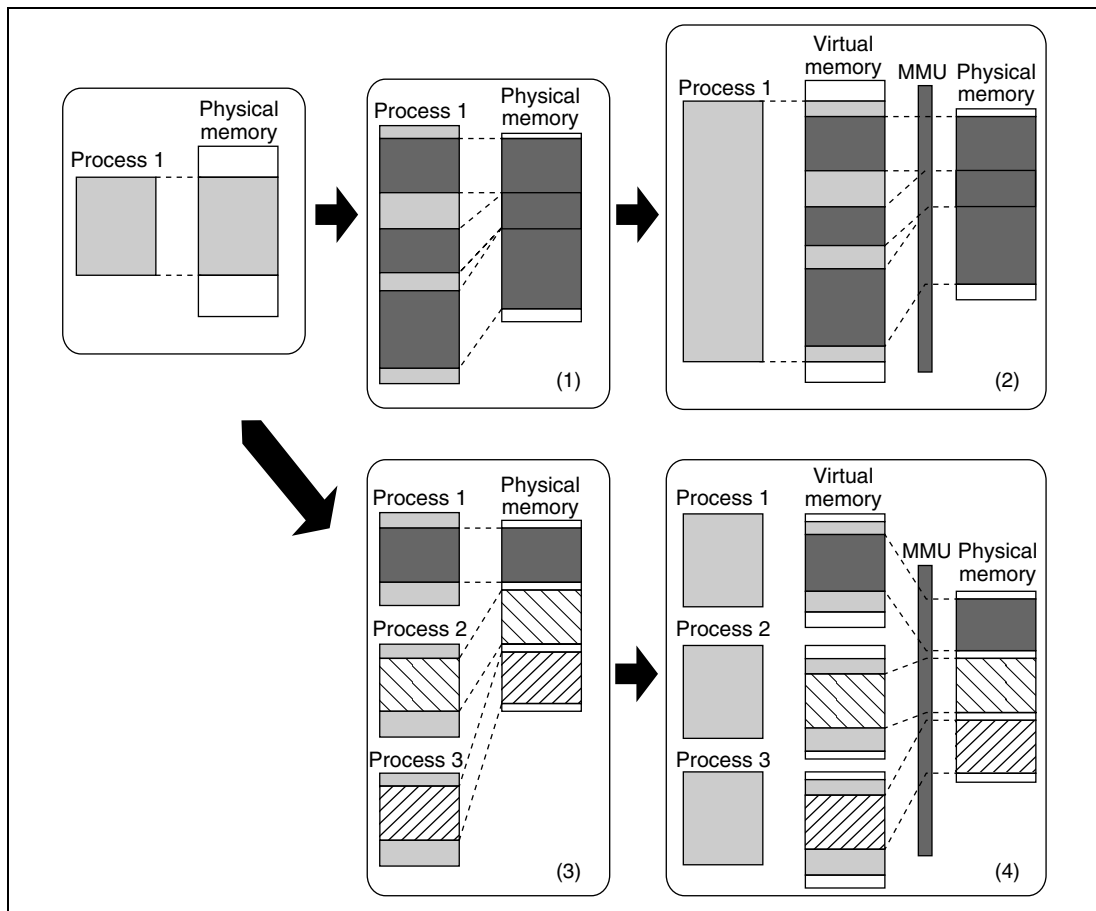 Process 1
Physical
memory
Process 1
Physical
memory
(1)
Process 1
Virtual
memory
MMU
Physical
memory
(2)
Process 1
Physical
memory
Process 2
Process 3
(3)
Process 1
Virtual
memory
MMU
Physical
memory
Process 2
Process 3
(4)